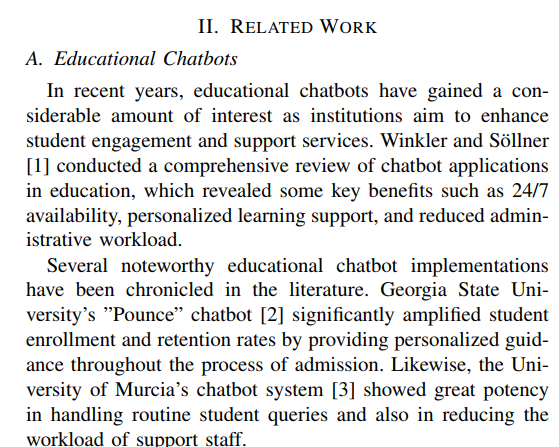 II. RELATED WORK
A. Educational Chatbots
In recent years, educational chatbots have gained a con-
siderable amount of interest as institutions aim to enhance
student engagement and support services. Winkler and Söllner
[1] conducted a comprehensive review of chatbot applications
in education, which revealed some key benefits such as 24/7
availability, personalized learning support, and reduced admin-
istrative workload.
Several noteworthy educational chatbot implementations
have been chronicled in the literature. Georgia State Uni-
versity's ”Pounce” chatbot [2] significantly amplified student
enrollment and retention rates by providing personalized guid-
ance throughout the process of admission. Likewise, the Uni-
versity of Murcia's chatbot system [3] showed great potency
in handling routine student queries and also in reducing the
workload of support staff.